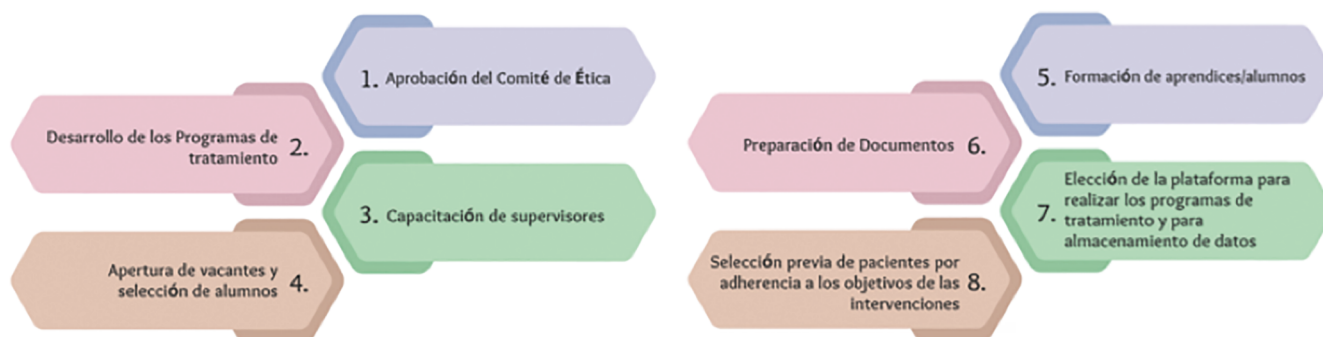 1. Aprobación del Comité de Ética
Desarrollo de los Programas de
tratamiento
2.
3. Capacitación de supervisores
Apertura de vacantes y
selección de alumnos
4.
5. Formación de aprendices/alumnos
Preparación de Documentos 6.
Elección de la plataforma para
realizar los programas de
7.
tratamiento y para
almacenamiento de datos
Selección previa de pacientes por
adherencia a los objetivos de las 8.
intervenciones